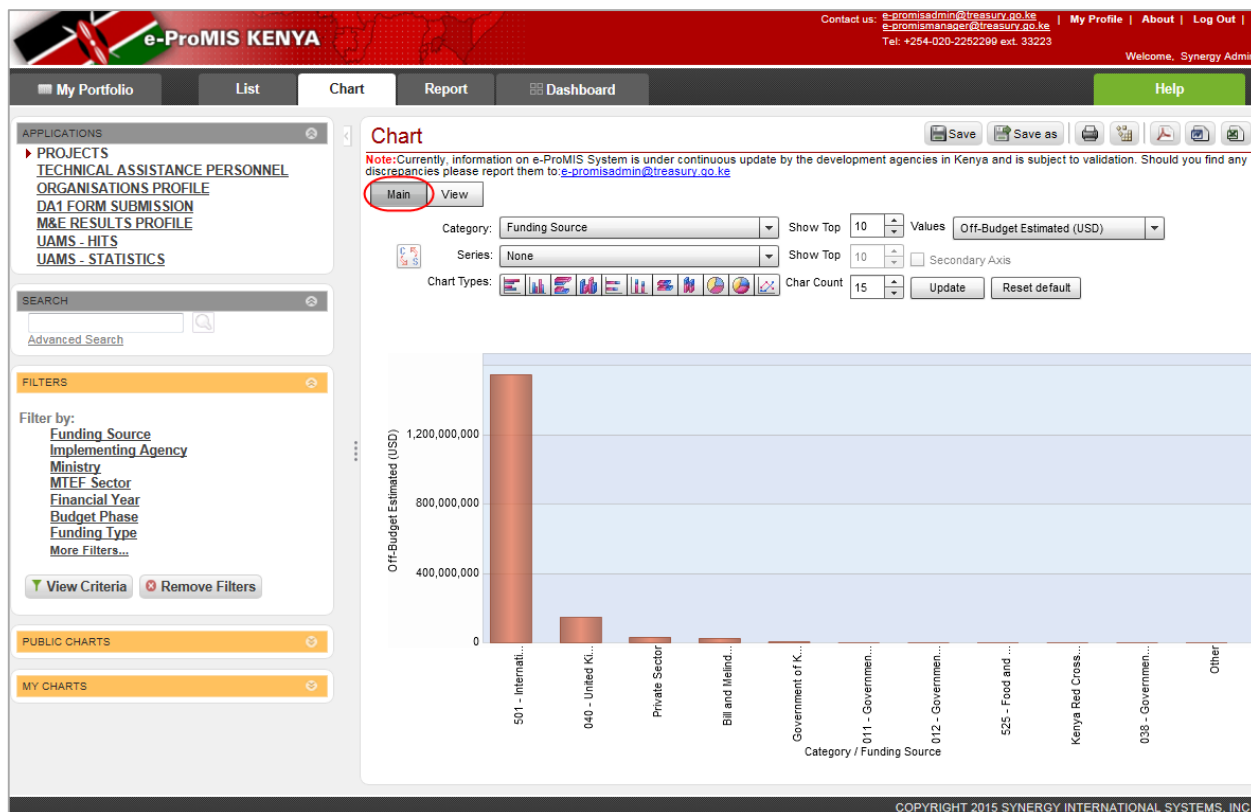 e-ProMIS KENYA
Contact us: e-promisadmin@treasury.go.ke | My Profile | About | Log Out |
e-promismanager@treasury.go.ke
Tel: +254-020-2252299 ext. 33223
Welcome, Synergy Admi
My Portfolio List Chart Report Dashboard Help
APPLICATIONS
PROJECTS
TECHNICAL ASSISTANCE PERSONNEL
ORGANISATIONS PROFILE
DA1 FORM SUBMISSION
M&E RESULTS PROFILE
UAMS - HITS
UAMS - STATISTICS
SEARCH
Advanced Search
FILTERS
Filter by:
Funding Source
Implementing Agency
Ministry
MTEF Sector
Financial Year
Budget Phase
Funding Type
More Filters...
View Criteria Remove Filters
PUBLIC CHARTS
MY CHARTS
Chart
Save Save as
Note:Currently, information on e-ProMIS System is under continuous update by the development agencies in Kenya and is subject to validation. Should you find any
discrepancies please report them to:e-promisadmin@treasury.go.ke
Main View
Category: Funding Source Show Top 10 Values Off-Budget Estimated (USD)
Series: None Show Top 10 Secondary Axis
Chart Types: Char Count 15 Update Reset default
Off-Budget Estimated (USD)
1,200,000,000
800,000,000
400,000,000
0
501 - Internati...
040 - United Ki...
Private Sector
Bill and Melind...
Government of K...
011 - Governmen...
012 - Governmen...
525 - Food and ...
Kenya Red Cross...
038 - Governmen...
Other
Category / Funding Source
COPYRIGHT 2015 SYNERGY INTERNATIONAL SYSTEMS, INC